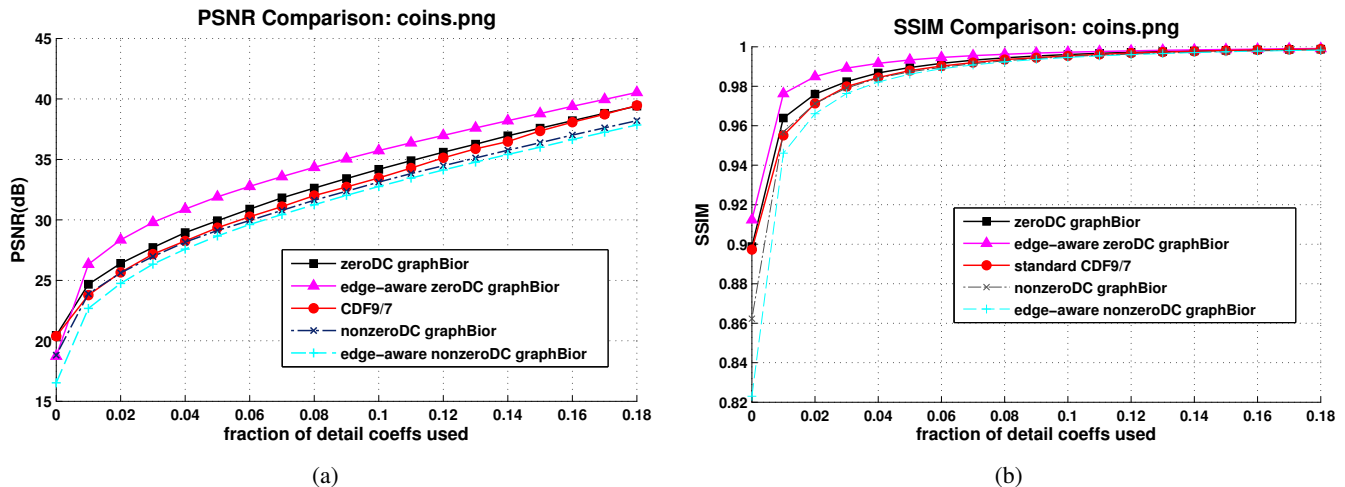 PSNR Comparison: coins.png
45
40
35
30
25
20
15
PSNR(dB)
zeroDC graphBior
edge−aware zeroDC graphBior
CDF9/7
nonzeroDC graphBior
edge−aware nonzeroDC graphBior
0 0.02 0.04 0.06 0.08 0.1 0.12 0.14 0.16 0.18
fraction of detail coeffs used
(a)
SSIM Comparison: coins.png
1
0.98
0.96
0.94
0.92
0.9
0.88
0.86
0.84
0.82
SSIM
zeroDC graphBior
edge−aware zeroDC graphBior
standard CDF9/7
nonzeroDC graphBior
edge−aware nonzeroDC graphBior
0 0.02 0.04 0.06 0.08 0.1 0.12 0.14 0.16 0.18
fraction of detail coeffs used
(b)